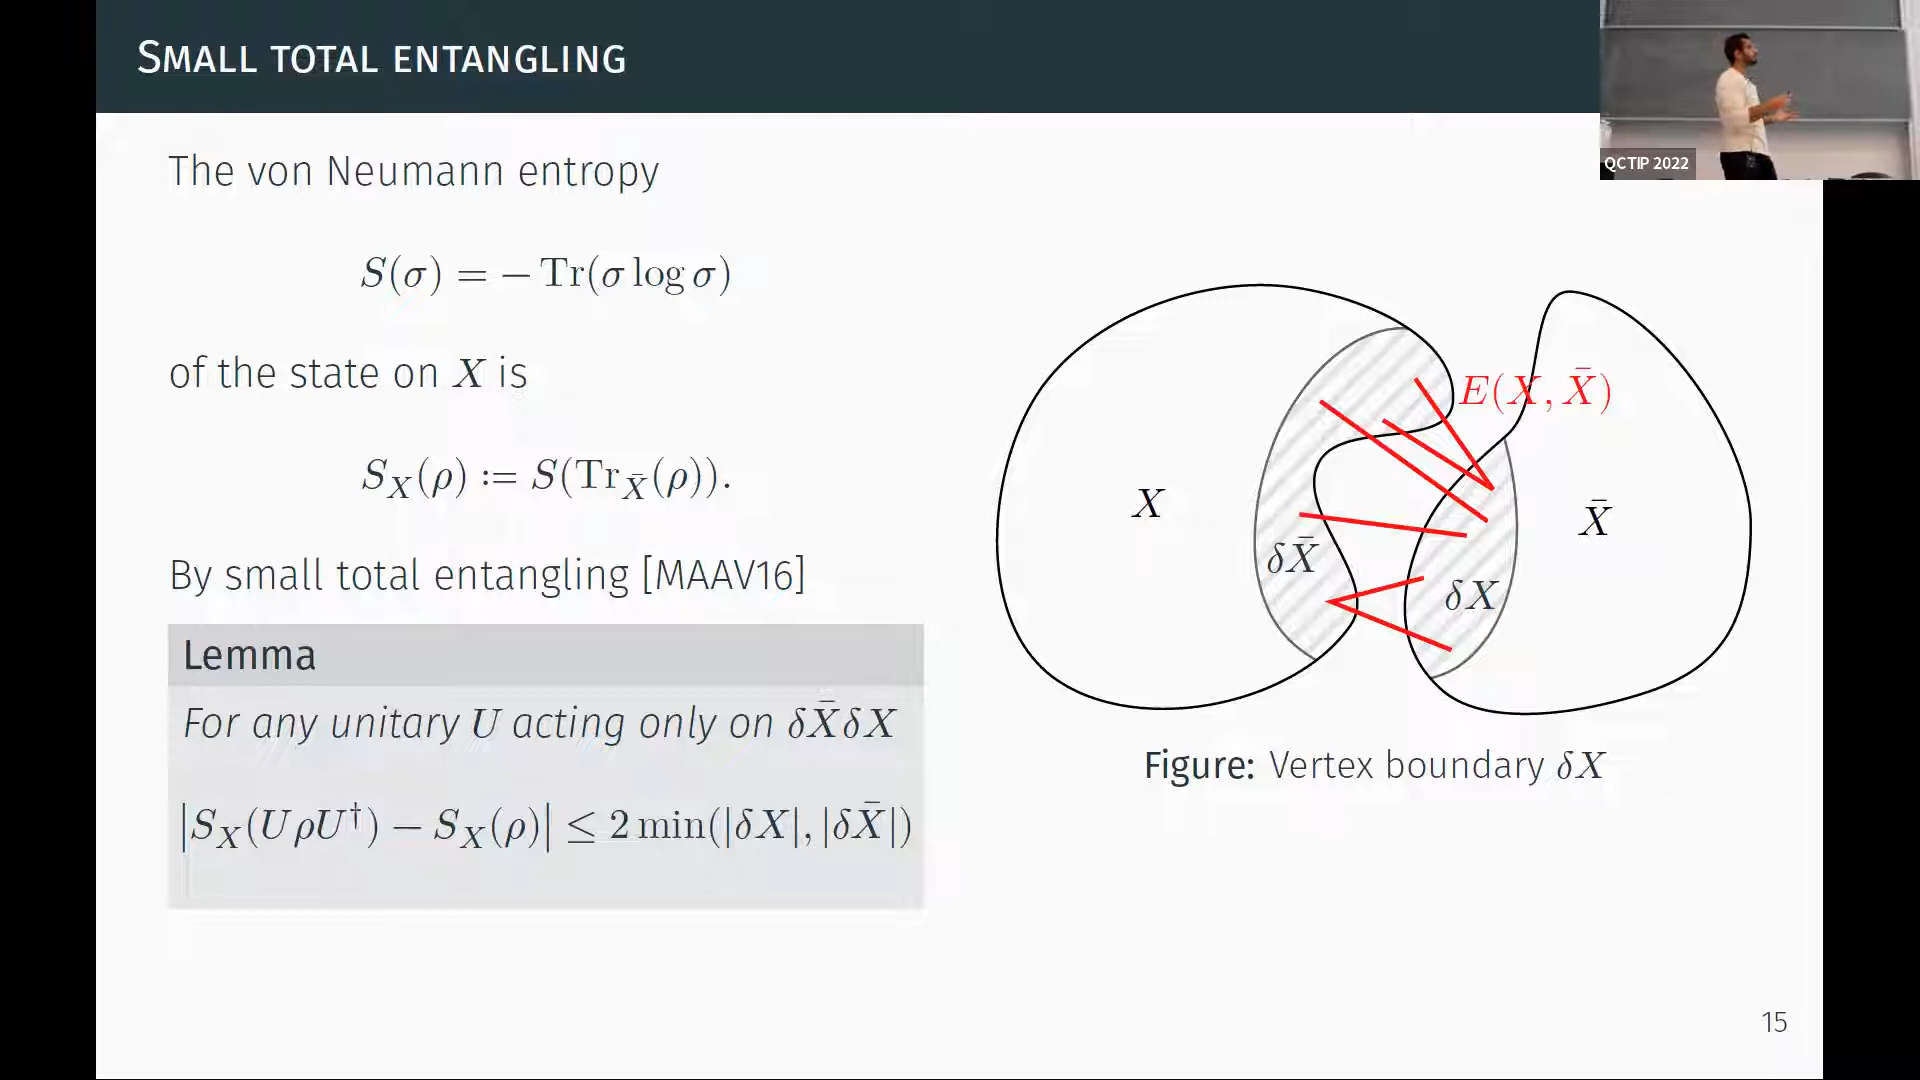 Small total entangling
QCTIP 2022
The von Neumann entropy
S(σ) = − Tr(σ log σ)
of the state on X is
S_X(ρ) := S(Tr_X̄(ρ)).
By small total entangling [MAAV16]
Lemma
For any unitary U acting only on δX̄δX
|S_X(UρU†) − S_X(ρ)| ≤ 2 min(|δX|, |δX̄|)
E(X, X̄)
X
X̄
δX̄
δX
Figure: Vertex boundary δX
15